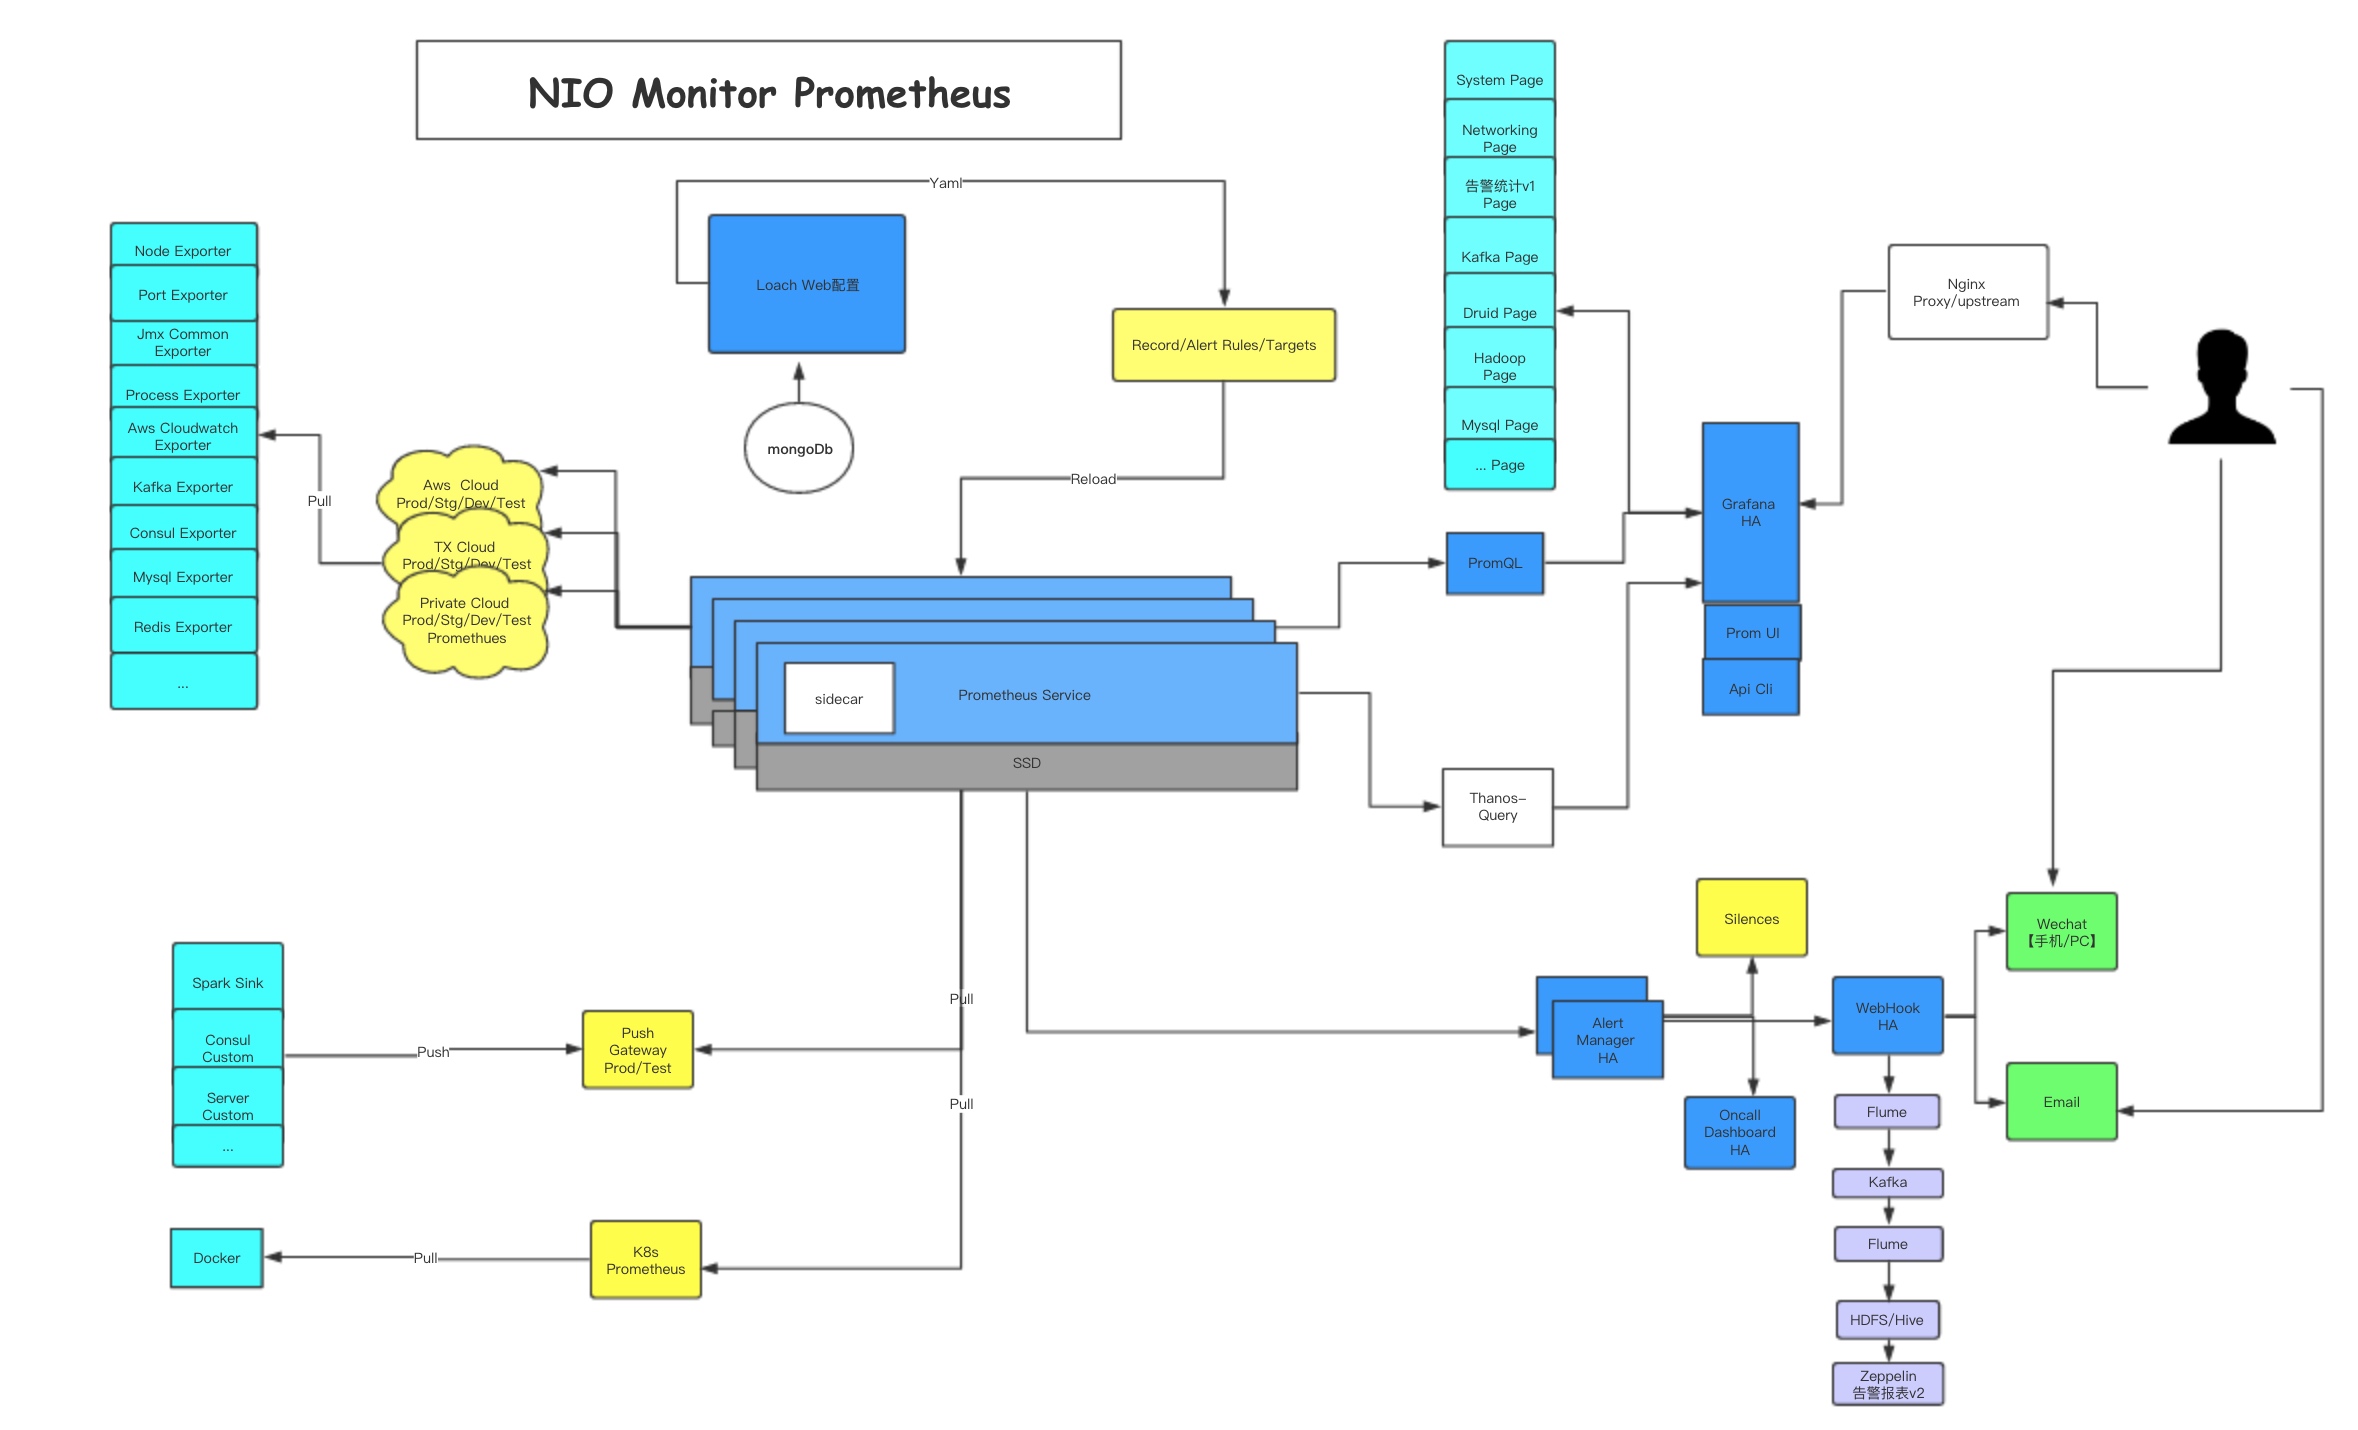 NIO Monitor Prometheus
Yaml
Loach Web配置
mongoDb
Record/Alert Rules/Targets
Reload
Node Exporter
Port Exporter
Jmx Common
Exporter
Process Exporter
Aws Cloudwatch
Exporter
Kafka Exporter
Consul Exporter
Mysql Exporter
Redis Exporter
...
Pull
Aws Cloud
Prod/Stg/Dev/Test
TX Cloud
Prod/Stg/Dev/Test
Private Cloud
Prod/Stg/Dev/Test
Promethues
sidecar
Prometheus Service
SSD
System Page
Networking
Page
告警统计v1
Page
Kafka Page
Druid Page
Hadoop
Page
Mysql Page
... Page
PromQL
Thanos-
Query
Grafana
HA
Prom UI
Api Cli
Nginx
Proxy/upstream
Spark Sink
Consul
Custom
Server
Custom
...
Push
Push
Gateway
Prod/Test
Pull
Pull
Docker
Pull
K8s
Prometheus
Silences
Alert
Manager
HA
Oncall
Dashboard
HA
WebHook
HA
Wechat
【手机/PC】
Email
Flume
Kafka
Flume
HDFS/Hive
Zeppelin
告警报表v2